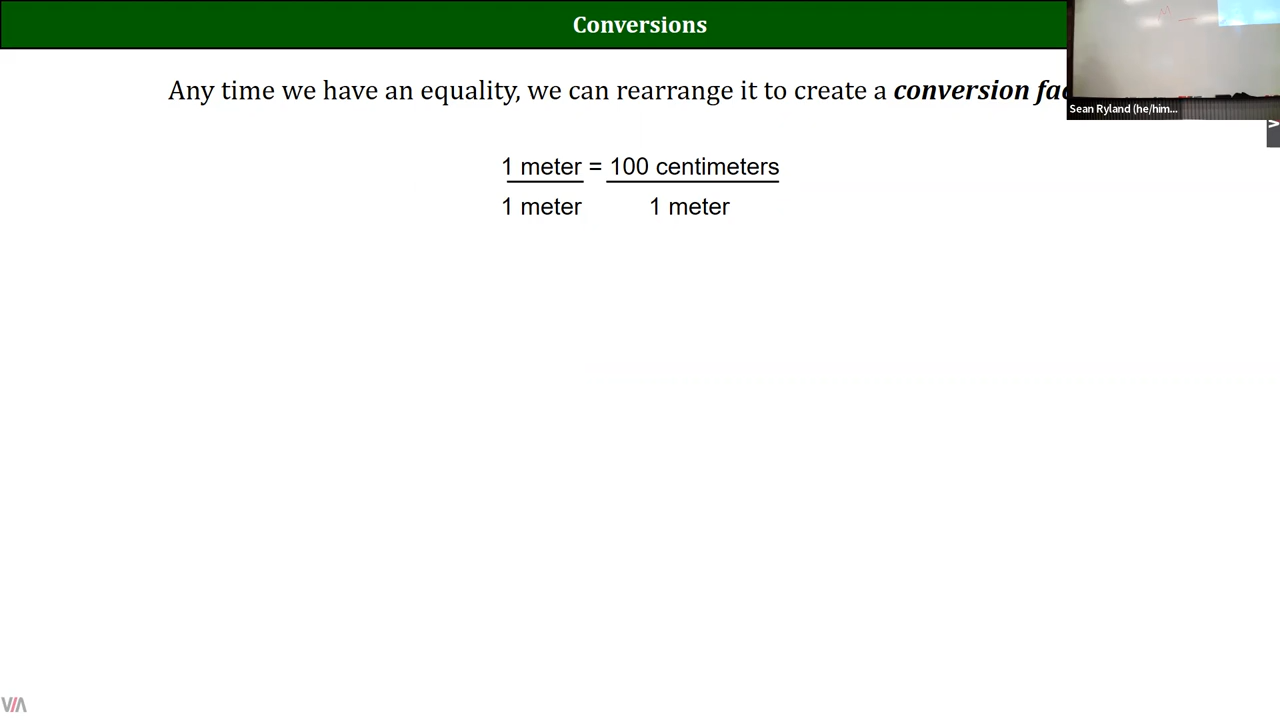 Conversions
Any time we have an equality, we can rearrange it to create a conversion
Sean Ryland (he/him...
1 meter = 100 centimeters
1 meter 1 meter
VIA